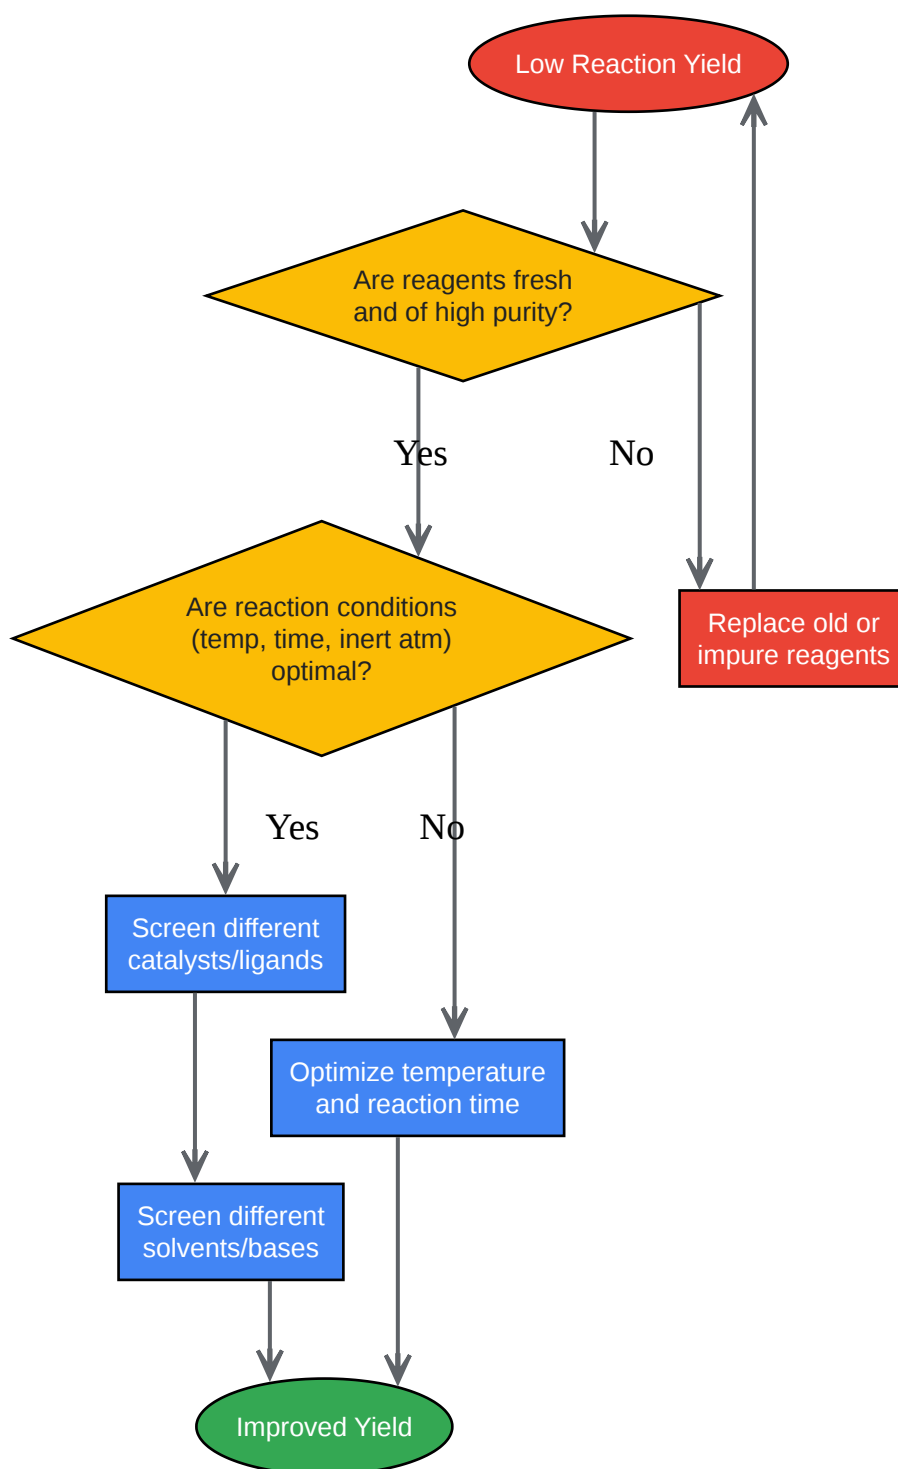 Low Reaction Yield
Are reagents fresh
and of high purity?
Yes
No
Are reaction conditions
(temp, time, inert atm)
optimal?
Replace old or
impure reagents
Yes
No
Screen different
catalysts/ligands
Optimize temperature
and reaction time
Screen different
solvents/bases
Improved Yield